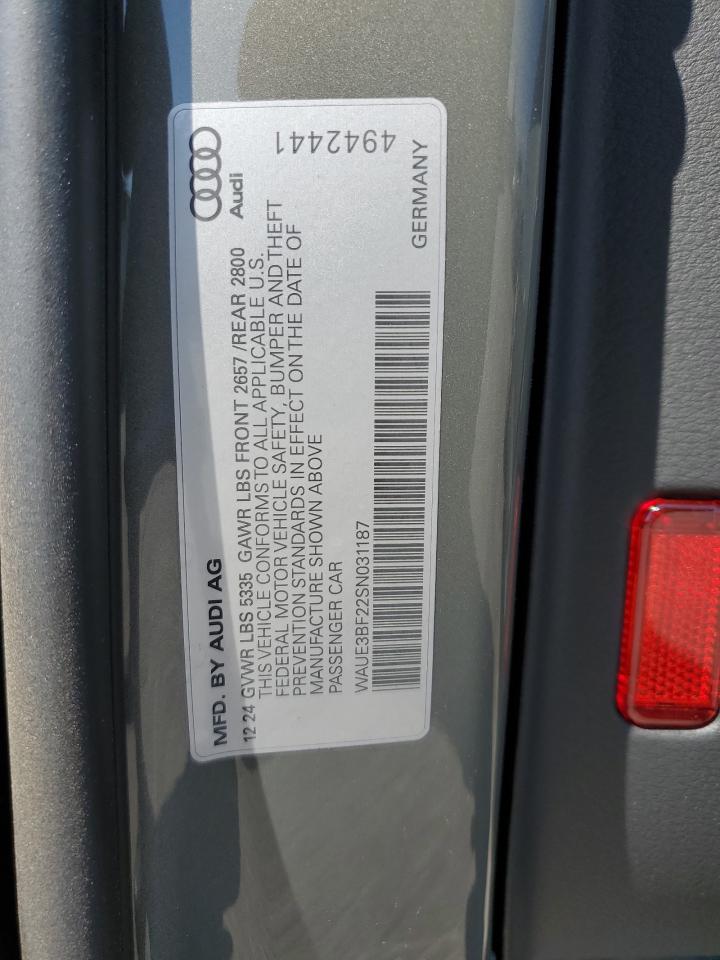 MFD. BY AUDI AG
Audi
12 24 GVWR LBS 5335 GAWR LBS FRONT 2657 /REAR 2800
THIS VEHICLE CONFORMS TO ALL APPLICABLE U.S.
FEDERAL MOTOR VEHICLE SAFETY, BUMPER AND THEFT
PREVENTION STANDARDS IN EFFECT ON THE DATE OF
MANUFACTURE SHOWN ABOVE
PASSENGER CAR
WAUE3BF22SN031187
4942441
GERMANY